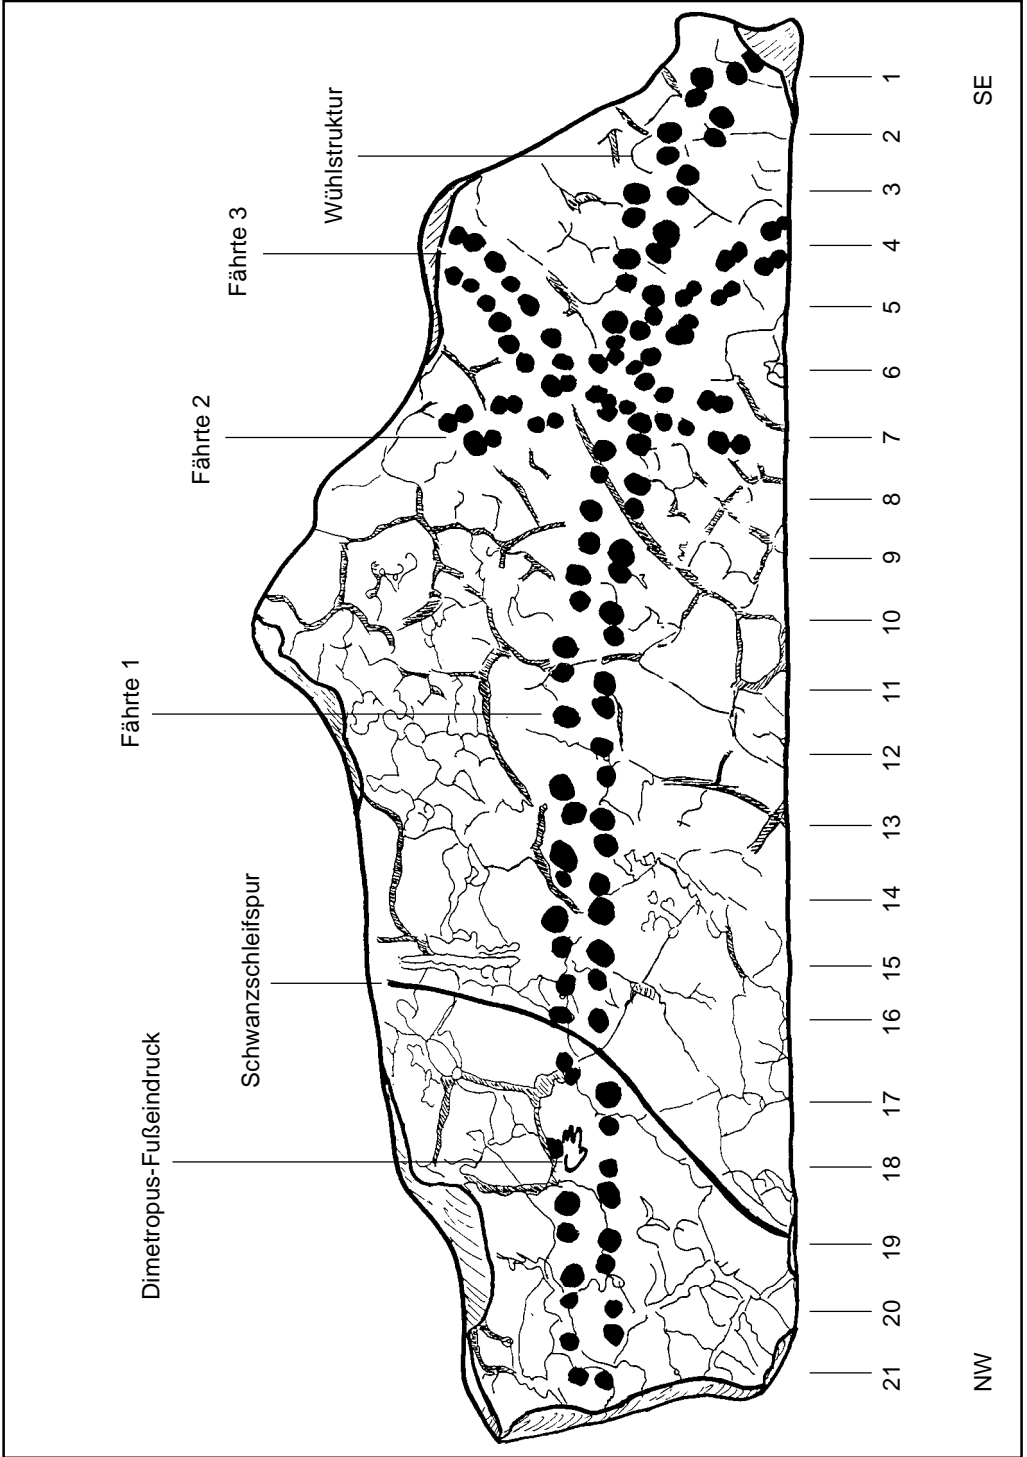 Dimetropus-Fußeindruck
Schwanzschleifspur
Fährte 1
Fährte 2
Fährte 3
Wühlstruktur
21 20 19 18 17 16 15 14 13 12 11 10 9 8 7 6 5 4 3 2 1
NW SE